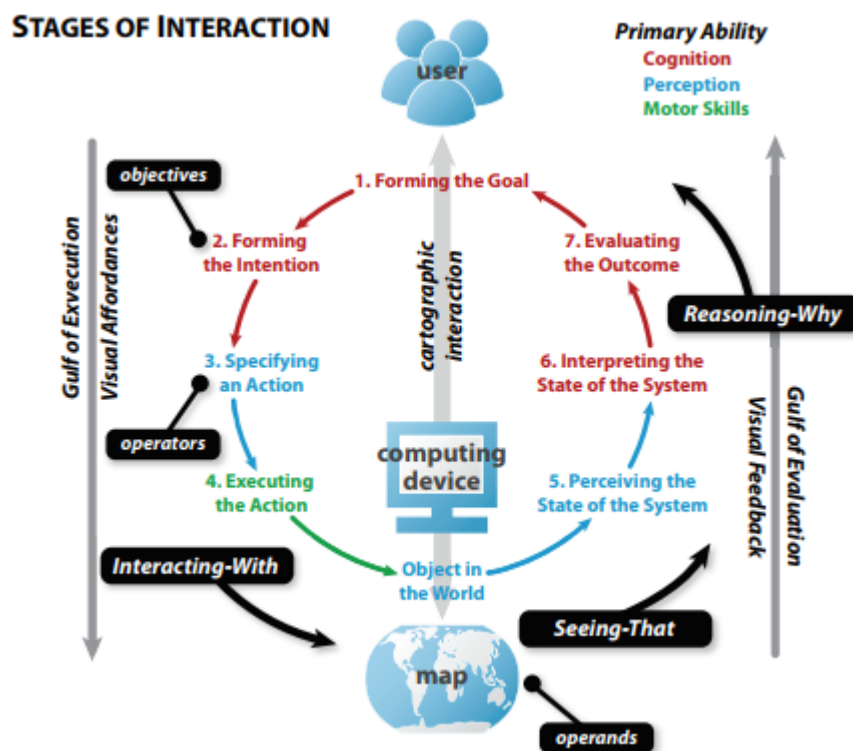 STAGES OF INTERACTION
user
Primary Ability
Cognition
Perception
Motor Skills
objectives
1. Forming the Goal
2. Forming
the Intention
7. Evaluating
the Outcome
Gulf of Exvecution
Visual Affordances
cartographic
interaction
Reasoning-Why
3. Specifying
an Action
6. Interpreting the
State of the System
operators
computing
device
4. Executing
the Action
5. Perceiving the
State of the System
Visual Feedback
Gulf of Evaluation
Interacting-With
Object in
the World
Seeing-That
map
operands